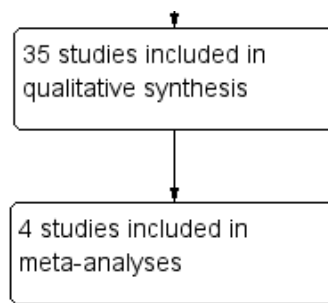 35 studies included in
qualitative synthesis
4 studies included in
meta-analyses